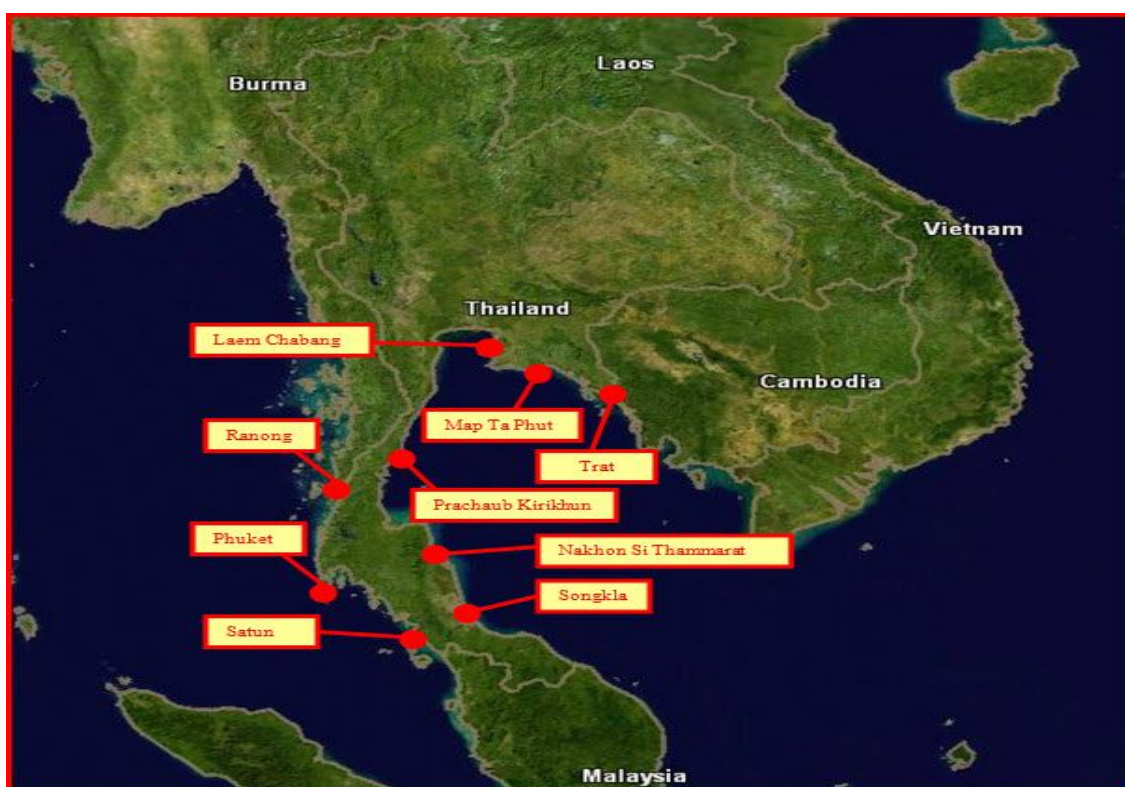 Laos
Burma
Vietnam
Thailand
Laem Chabang
Cambodia
Map Ta Phut
Ranong
Trat
Prachaub Kirikhun
Phuket
Nakhon Si Thammarat
Songkla
Satun
Malaysia